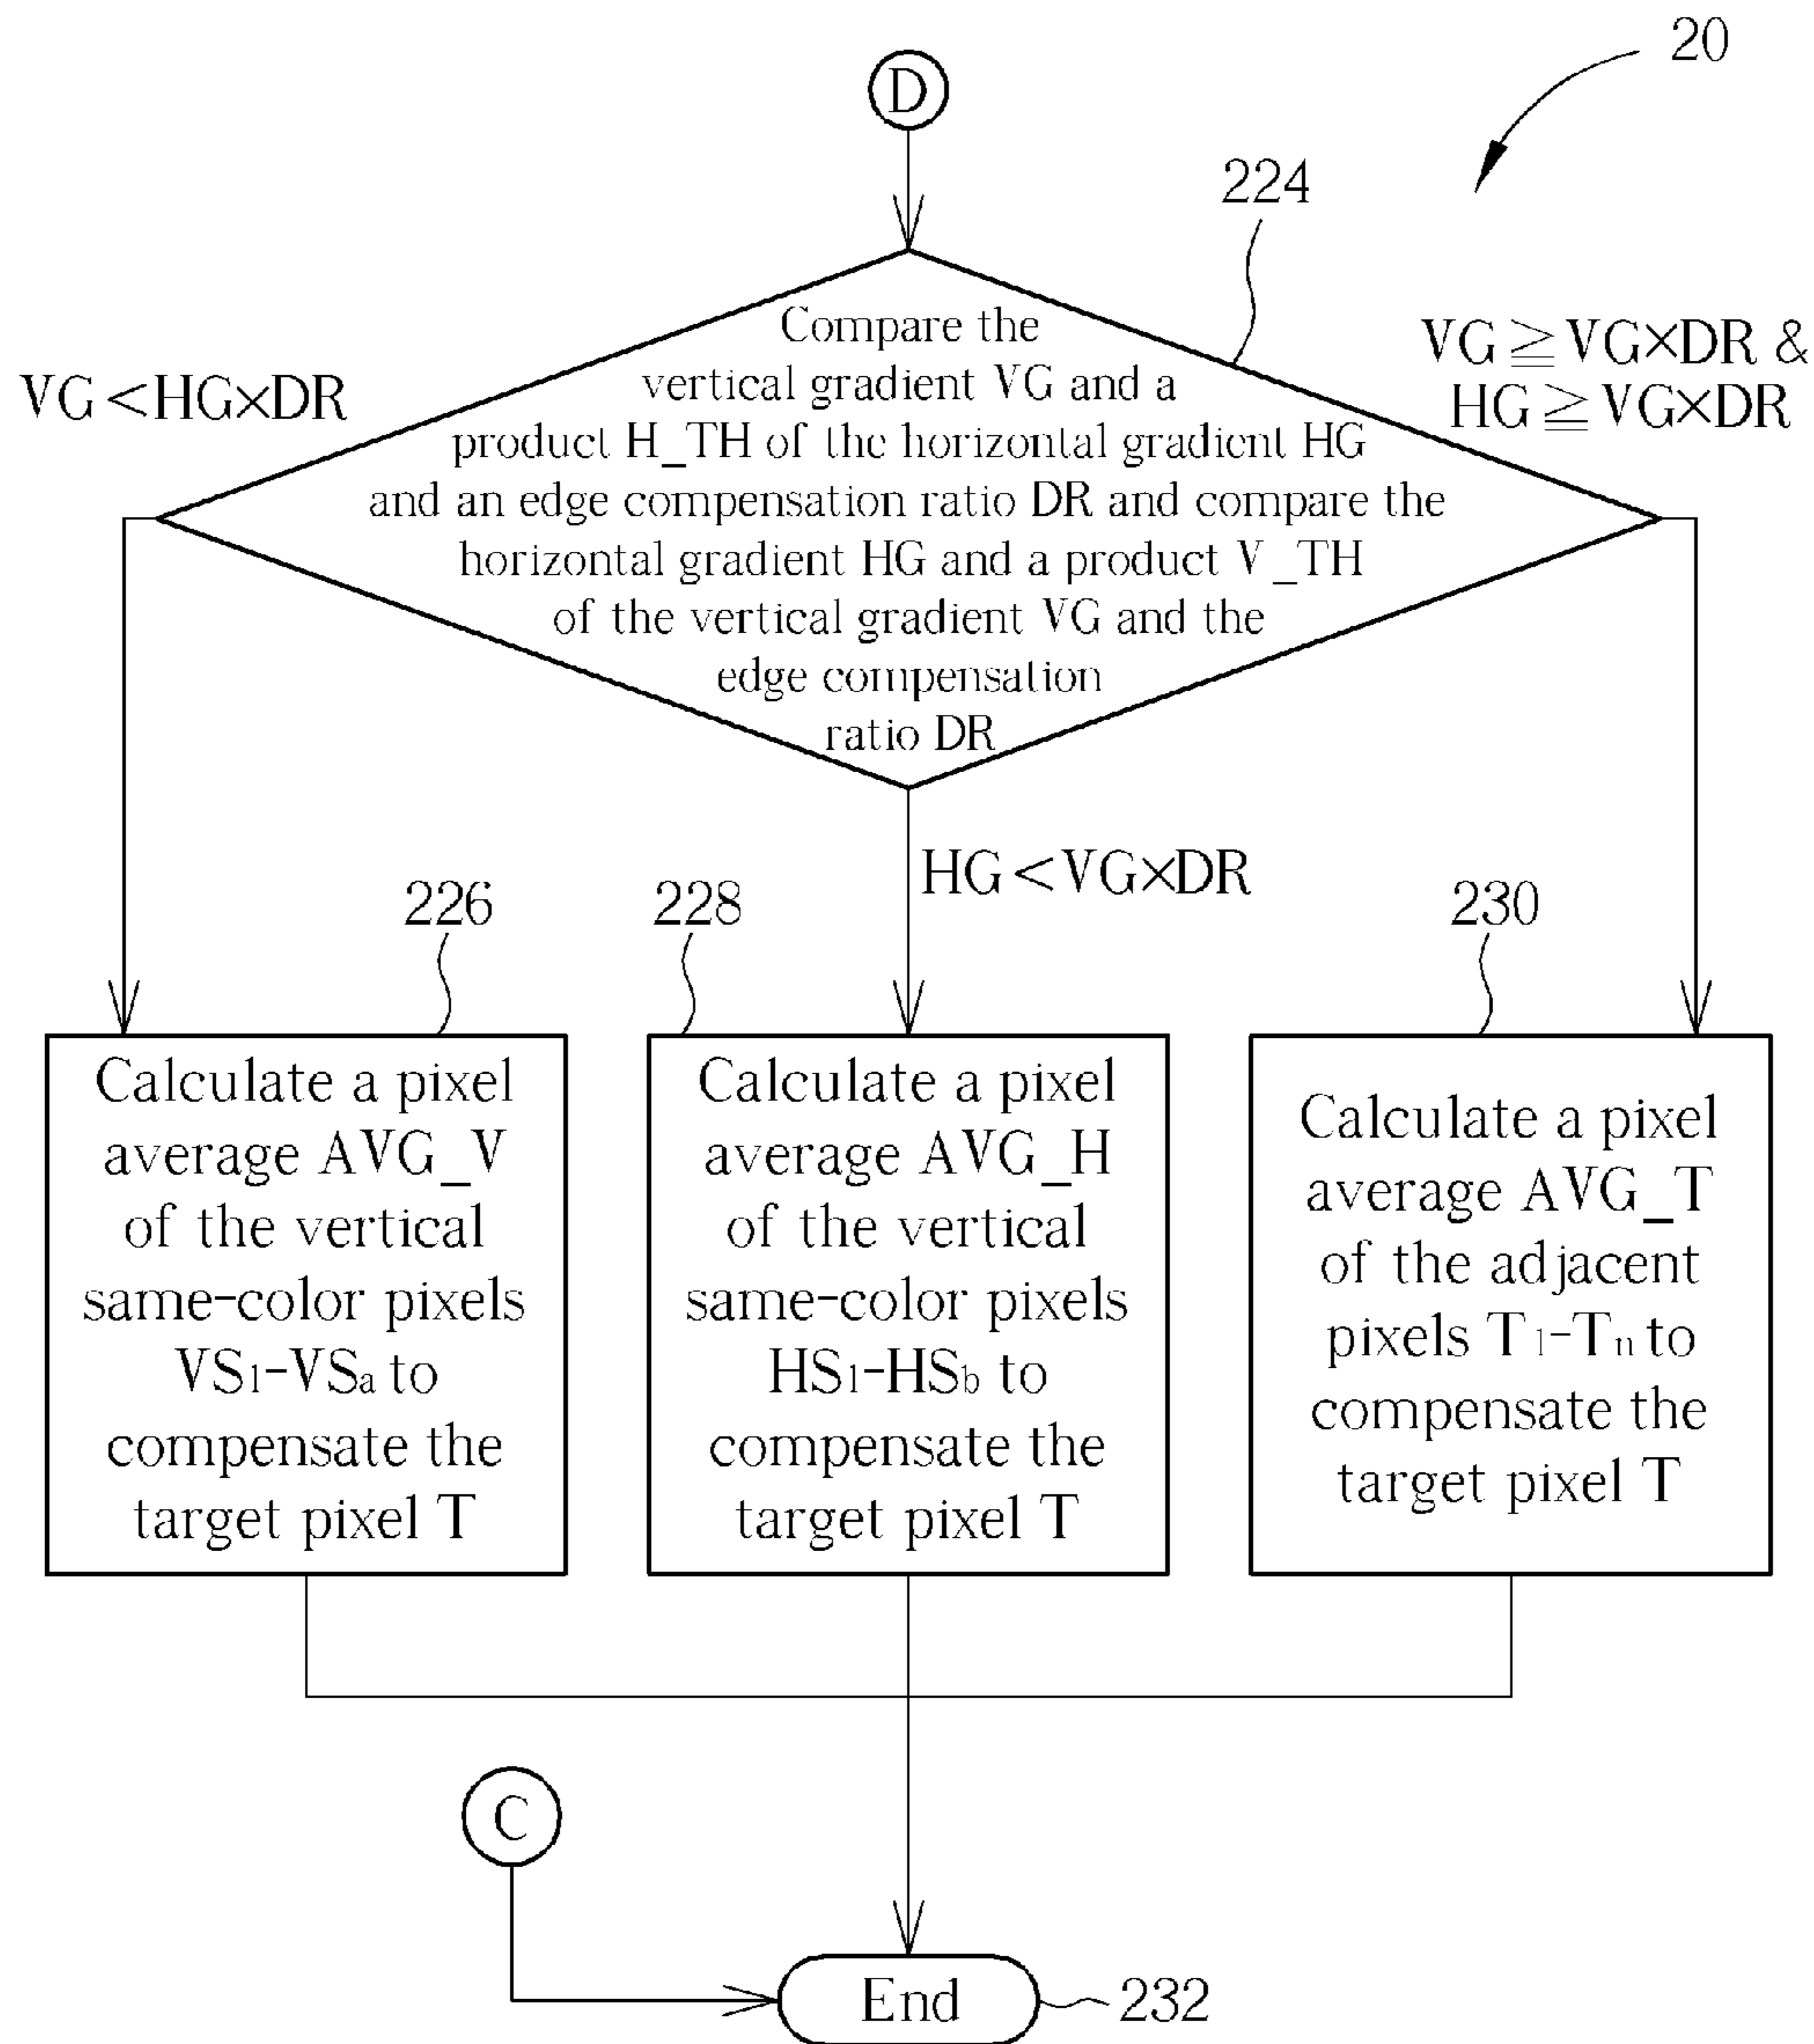 20
D
224
Compare the
vertical gradient VG and a
product H_TH of the horizontal gradient HG
and an edge compensation ratio DR and compare the
horizontal gradient HG and a product V_TH
of the vertical gradient VG and the
edge compensation
ratio DR
VG<HG×DR
VG≧VG×DR &
HG≧VG×DR
HG<VG×DR
226
Calculate a pixel
average AVG_V
of the vertical
same-color pixels
VS1-VSa to
compensate the
target pixel T
228
Calculate a pixel
average AVG_H
of the vertical
same-color pixels
HS1-HSb to
compensate the
target pixel T
230
Calculate a pixel
average AVG_T
of the adjacent
pixels T1-Tn to
compensate the
target pixel T
C
End
232